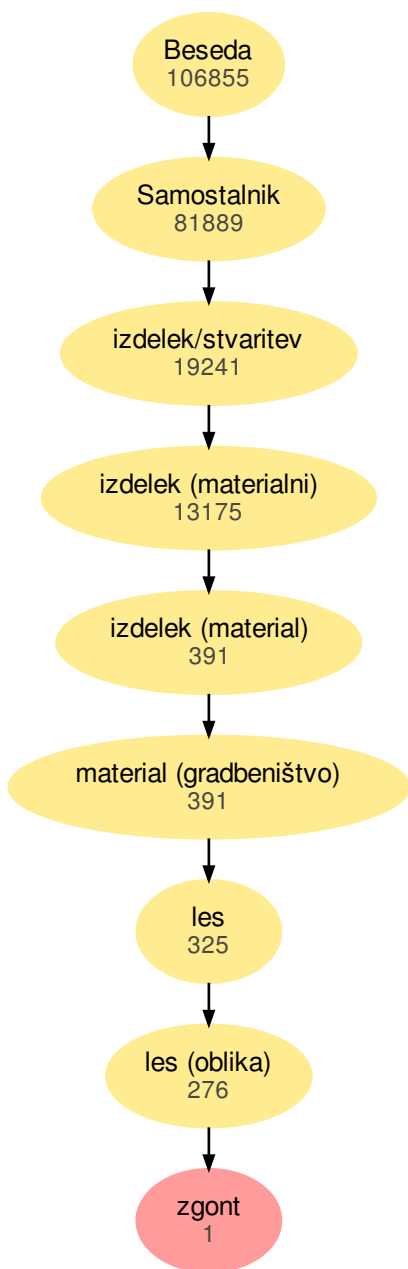 Beseda
106855
Samostalnik
81889
izdelek/stvaritev
19241
izdelek (materialni)
13175
izdelek (material)
391
material (gradbeništvo)
391
les
325
les (oblika)
276
zgont
1